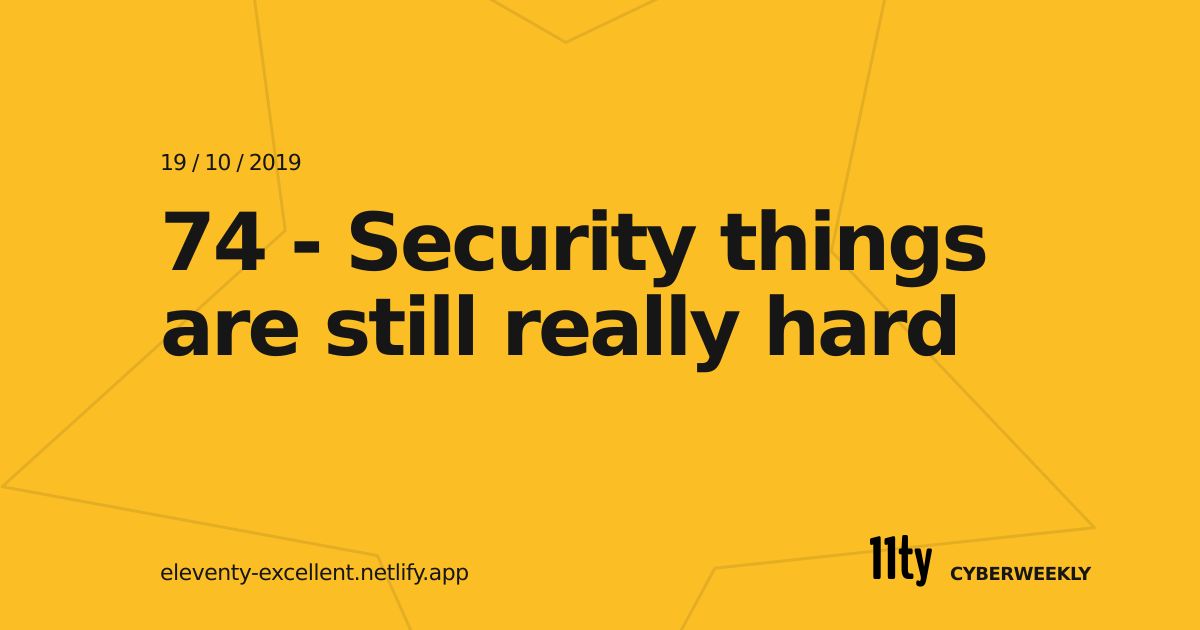 19 / 10 / 2019
74 - Security things
are still really hard
eleventy-excellent.netlify.app
11ty CYBERWEEKLY